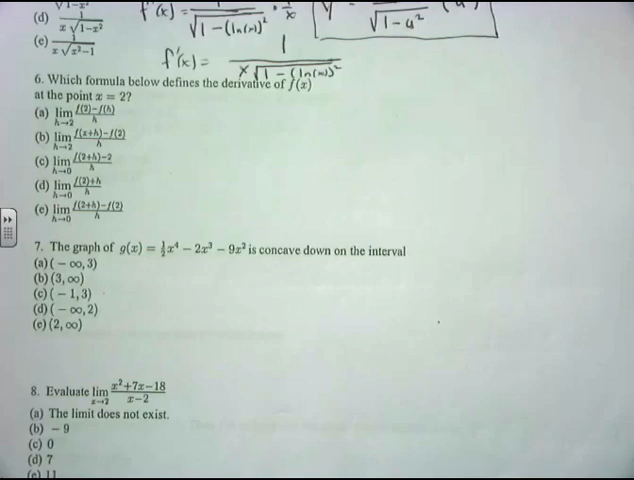 (d) 1 / x√1-x²
(e) 1 / x√x²-1
f'(x) = 1 / √1-(ln(x))² · 1/x
√1-u²
f'(x) = 1 / x√1-(ln(x))²
6. Which formula below defines the derivative of f(x)
at the point x = 2?
(a) lim h→2 f(2)-f(h) / h
(b) lim h→2 f(x+h)-f(2) / h
(c) lim h→0 f(2+h)-2 / h
(d) lim h→0 f(2)+h / h
(e) lim h→0 f(2+h)-f(2) / h
7. The graph of g(x) = ½x⁴ - 2x³ - 9x² is concave down on the interval
(a) (-∞, 3)
(b) (3, ∞)
(c) (-1, 3)
(d) (-∞, 2)
(e) (2, ∞)
8. Evaluate lim x→2 x²+7x-18 / x-2
(a) The limit does not exist.
(b) -9
(c) 0
(d) 7
(e) 11